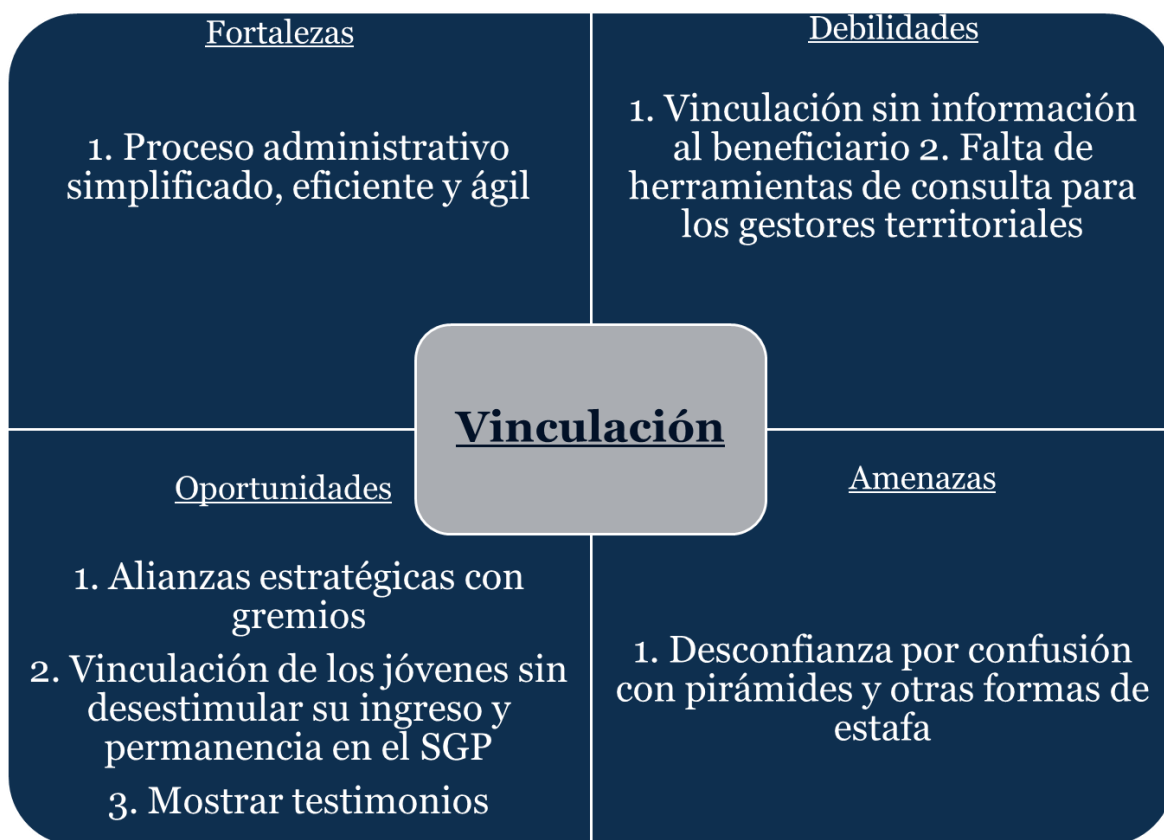 Fortalezas
1. Proceso administrativo
simplificado, eficiente y ágil
Debilidades
1. Vinculación sin información
al beneficiario 2. Falta de
herramientas de consulta para
los gestores territoriales
Vinculación
Oportunidades
1. Alianzas estratégicas con
gremios
2. Vinculación de los jóvenes sin
desestimular su ingreso y
permanencia en el SGP
3. Mostrar testimonios
Amenazas
1. Desconfianza por confusión
con pirámides y otras formas de
estafa